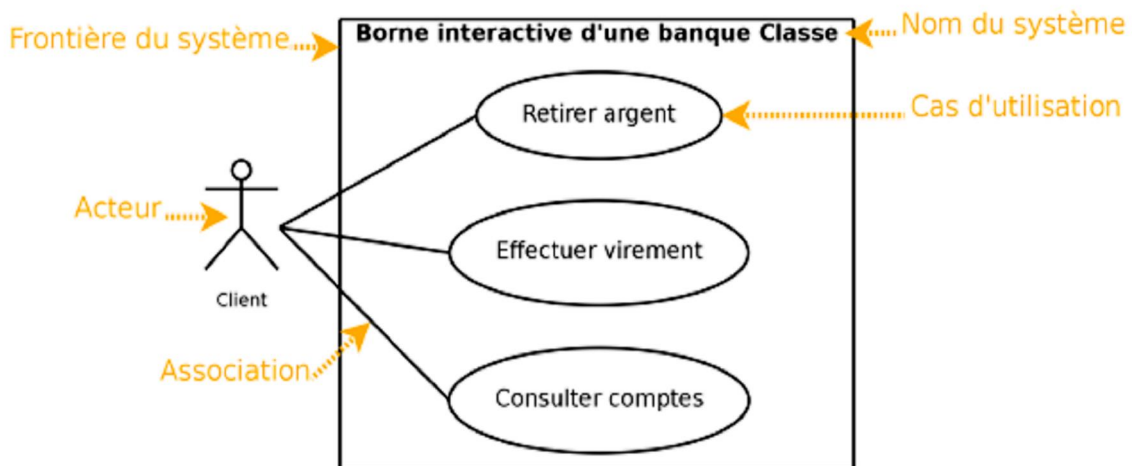 Frontière du système
Borne interactive d'une banque Classe
Nom du système
Retirer argent
Cas d'utilisation
Acteur
Effectuer virement
Client
Association
Consulter comptes